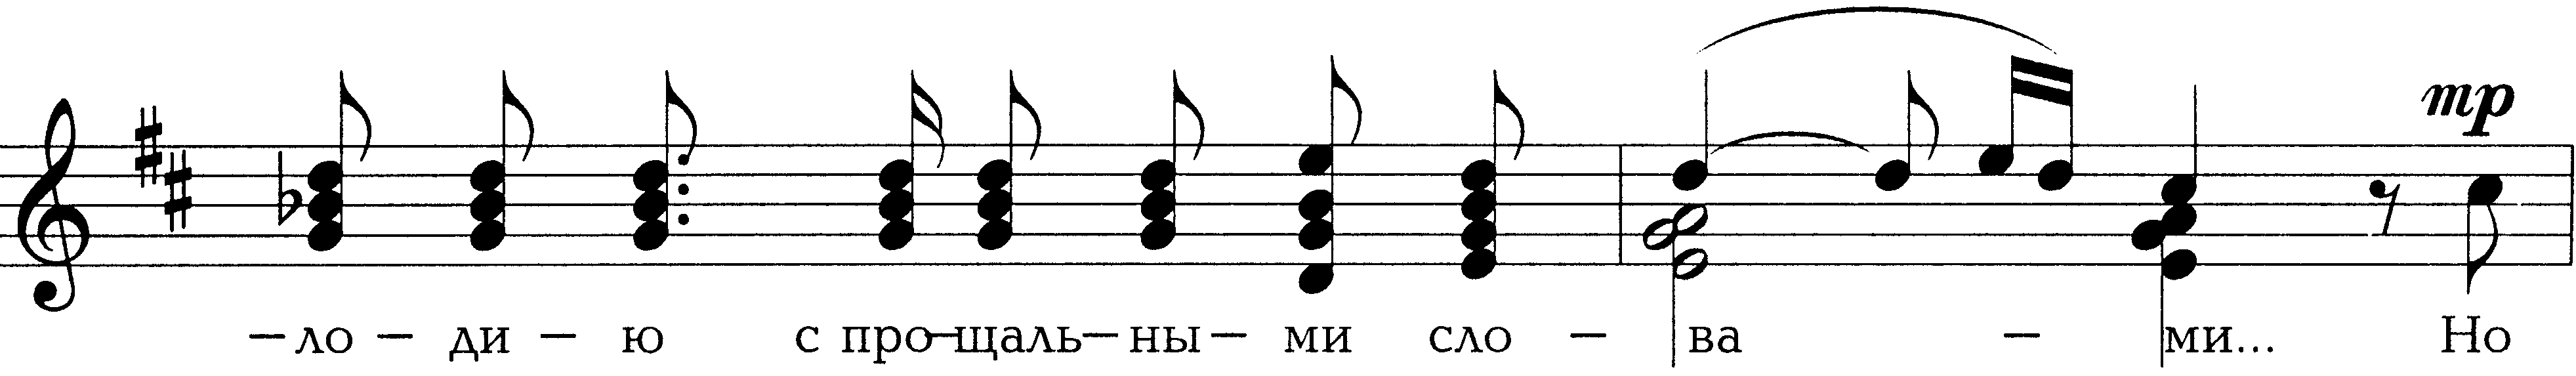 mp
– ло – ди – ю с про–щаль–ны – ми сло – ва – ми... Но